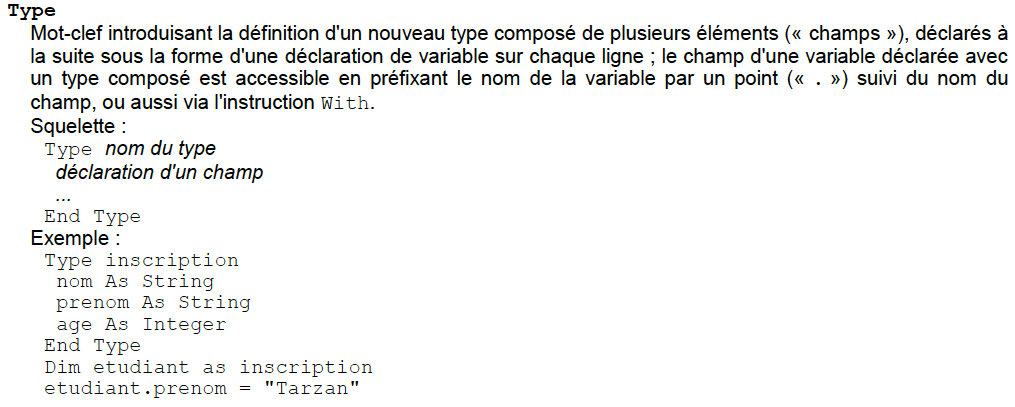 Type
Mot-clef introduisant la définition d'un nouveau type composé de plusieurs éléments (« champs »), déclarés à
la suite sous la forme d'une déclaration de variable sur chaque ligne ; le champ d'une variable déclarée avec
un type composé est accessible en préfixant le nom de la variable par un point (« . ») suivi du nom du
champ, ou aussi via l'instruction With.
Squelette :
Type nom du type
déclaration d'un champ
...
End Type
Exemple :
Type inscription
nom As String
prenom As String
age As Integer
End Type
Dim etudiant as inscription
etudiant.prenom = "Tarzan"